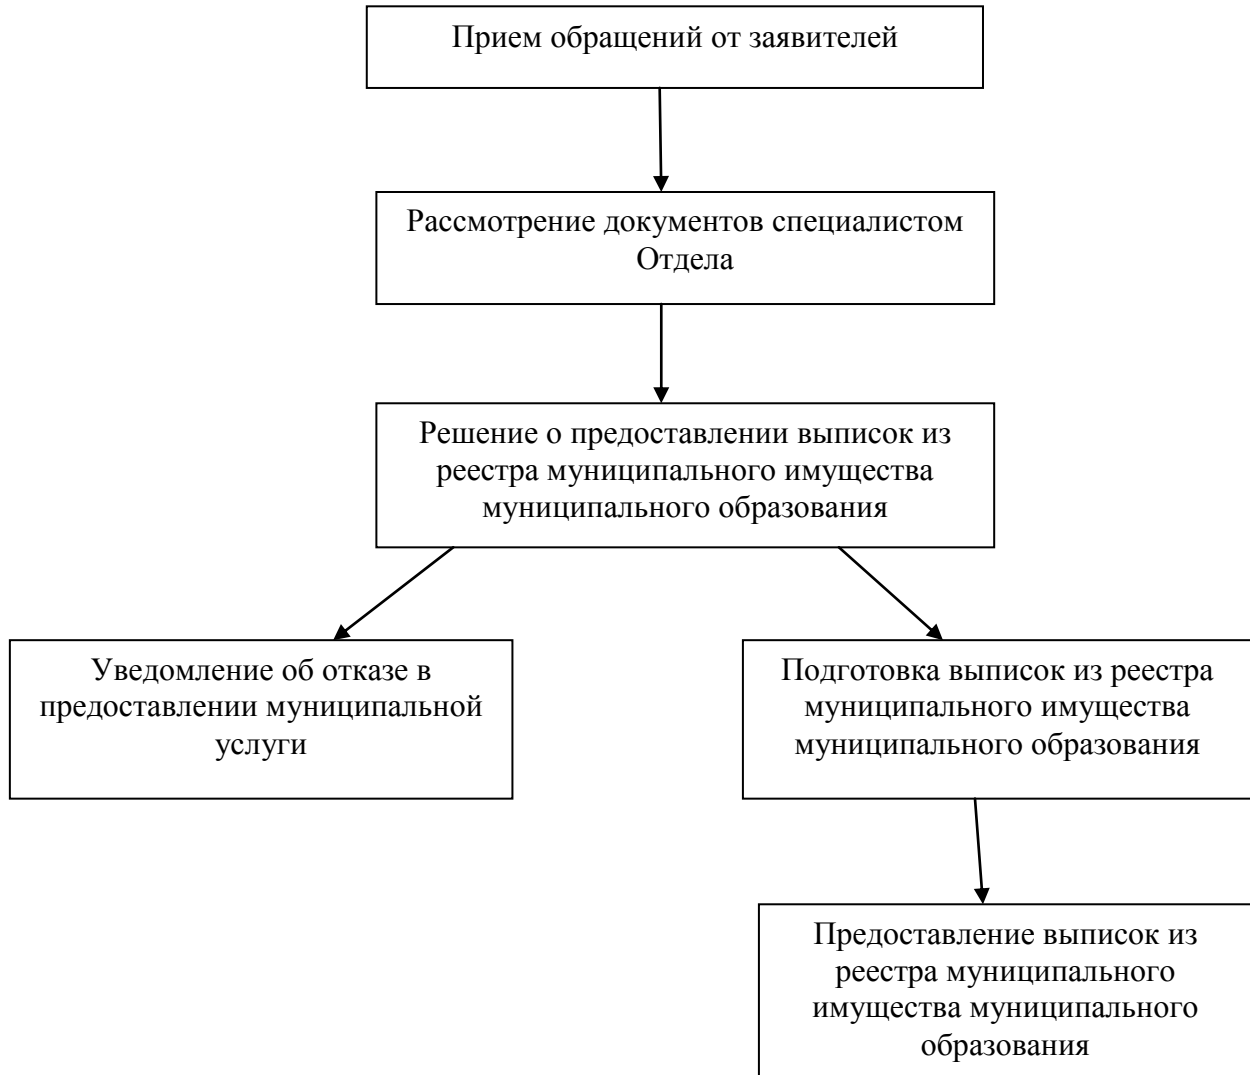 Прием обращений от заявителей
Рассмотрение документов специалистом
Отдела
Решение о предоставлении выписок из
реестра муниципального имущества
муниципального образования
Уведомление об отказе в
предоставлении муниципальной
услуги
Подготовка выписок из реестра
муниципального имущества
муниципального образования
Предоставление выписок из
реестра муниципального
имущества муниципального
образования